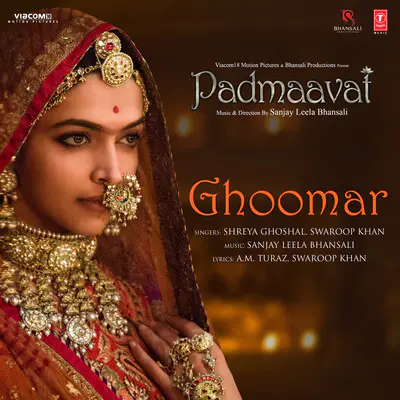 VIACOM18
MOTION PICTURES
BHANSALI
T-SERIES
MUSIC
Viacom18 Motion Pictures & Bhansali Productions Present
Padmaavat
Music & Direction By Sanjay Leela Bhansali
Ghoomar
SINGERS: SHREYA GHOSHAL, SWAROOP KHAN
MUSIC: SANJAY LEELA BHANSALI
LYRICS: A.M. TURAZ, SWAROOP KHAN